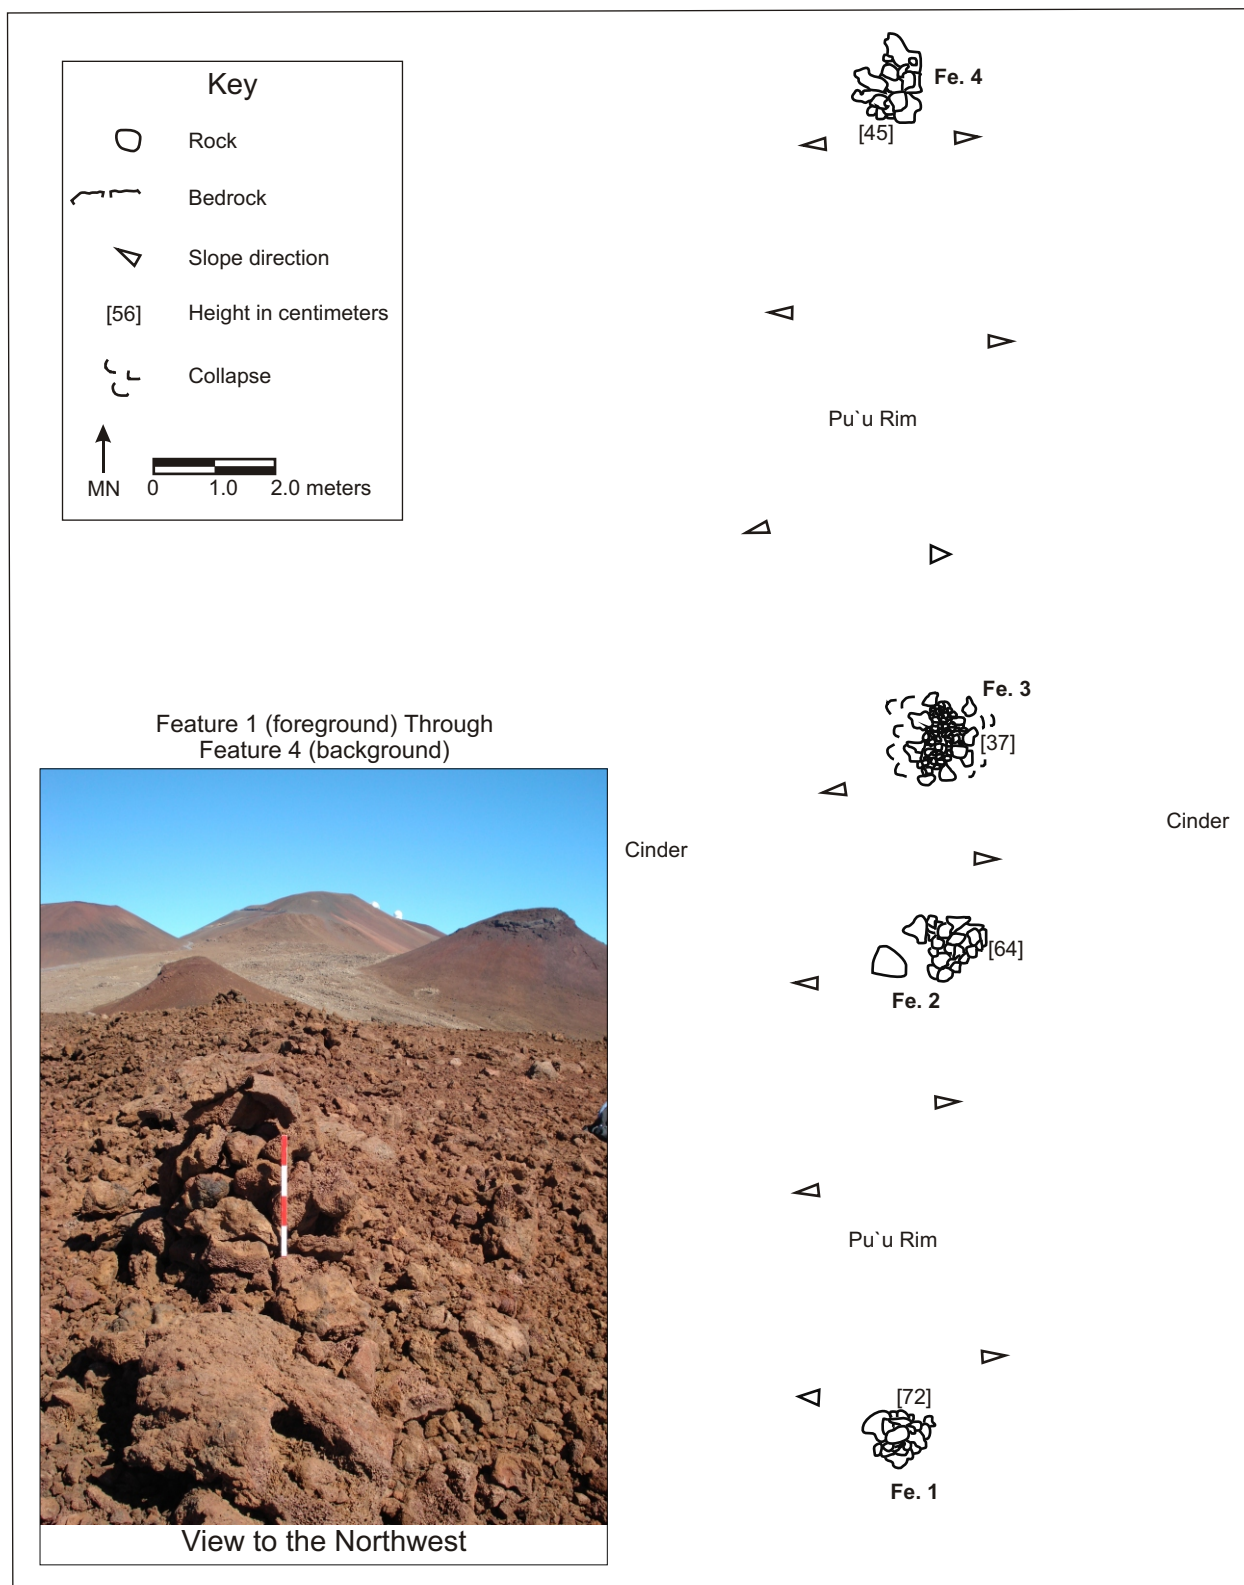 Key
Rock
Bedrock
Slope direction
[56] Height in centimeters
Collapse
MN 0 1.0 2.0 meters
Fe. 4
[45]
Pu`u Rim
Fe. 3
[37]
Cinder
Cinder
[64]
Fe. 2
Pu`u Rim
[72]
Fe. 1
Feature 1 (foreground) Through
Feature 4 (background)
View to the Northwest